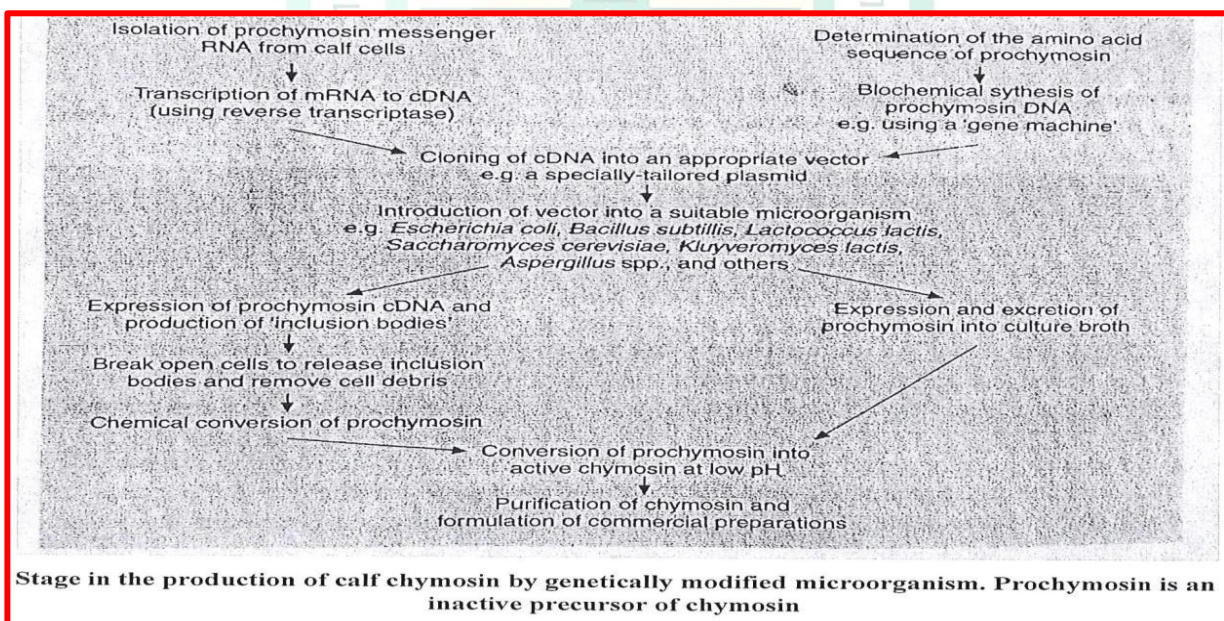 Isolation of prochymosin messenger
RNA from calf cells
Determination of the amino acid
sequence of prochymosin
Transcription of mRNA to cDNA
(using reverse transcriptase)
Blochemical sythesis of
prochymosin DNA
e.g. using a 'gene machine'
Cloning of cDNA into an appropriate vector
e.g. a specially-tailored plasmid
Introduction of vector into a suitable microorganism
e.g. Escherichia coli, Bacillus subtillis, Lactococcus lactis,
Saccharomyces cerevisiae, Kluyveromyces lactis,
Aspergillus spp., and others
Expression of prochymosin cDNA and
production of 'inclusion bodies'
Expression and excretion of
prochymosin into culture broth
Break open cells to release inclusion
bodies and remove cell debris
Chemical conversion of prochymosin
Conversion of prochymosin into
active chymosin at low pH
Purification of chymosin and
formulation of commercial preparations
Stage in the production of calf chymosin by genetically modified microorganism. Prochymosin is an
inactive precursor of chymosin